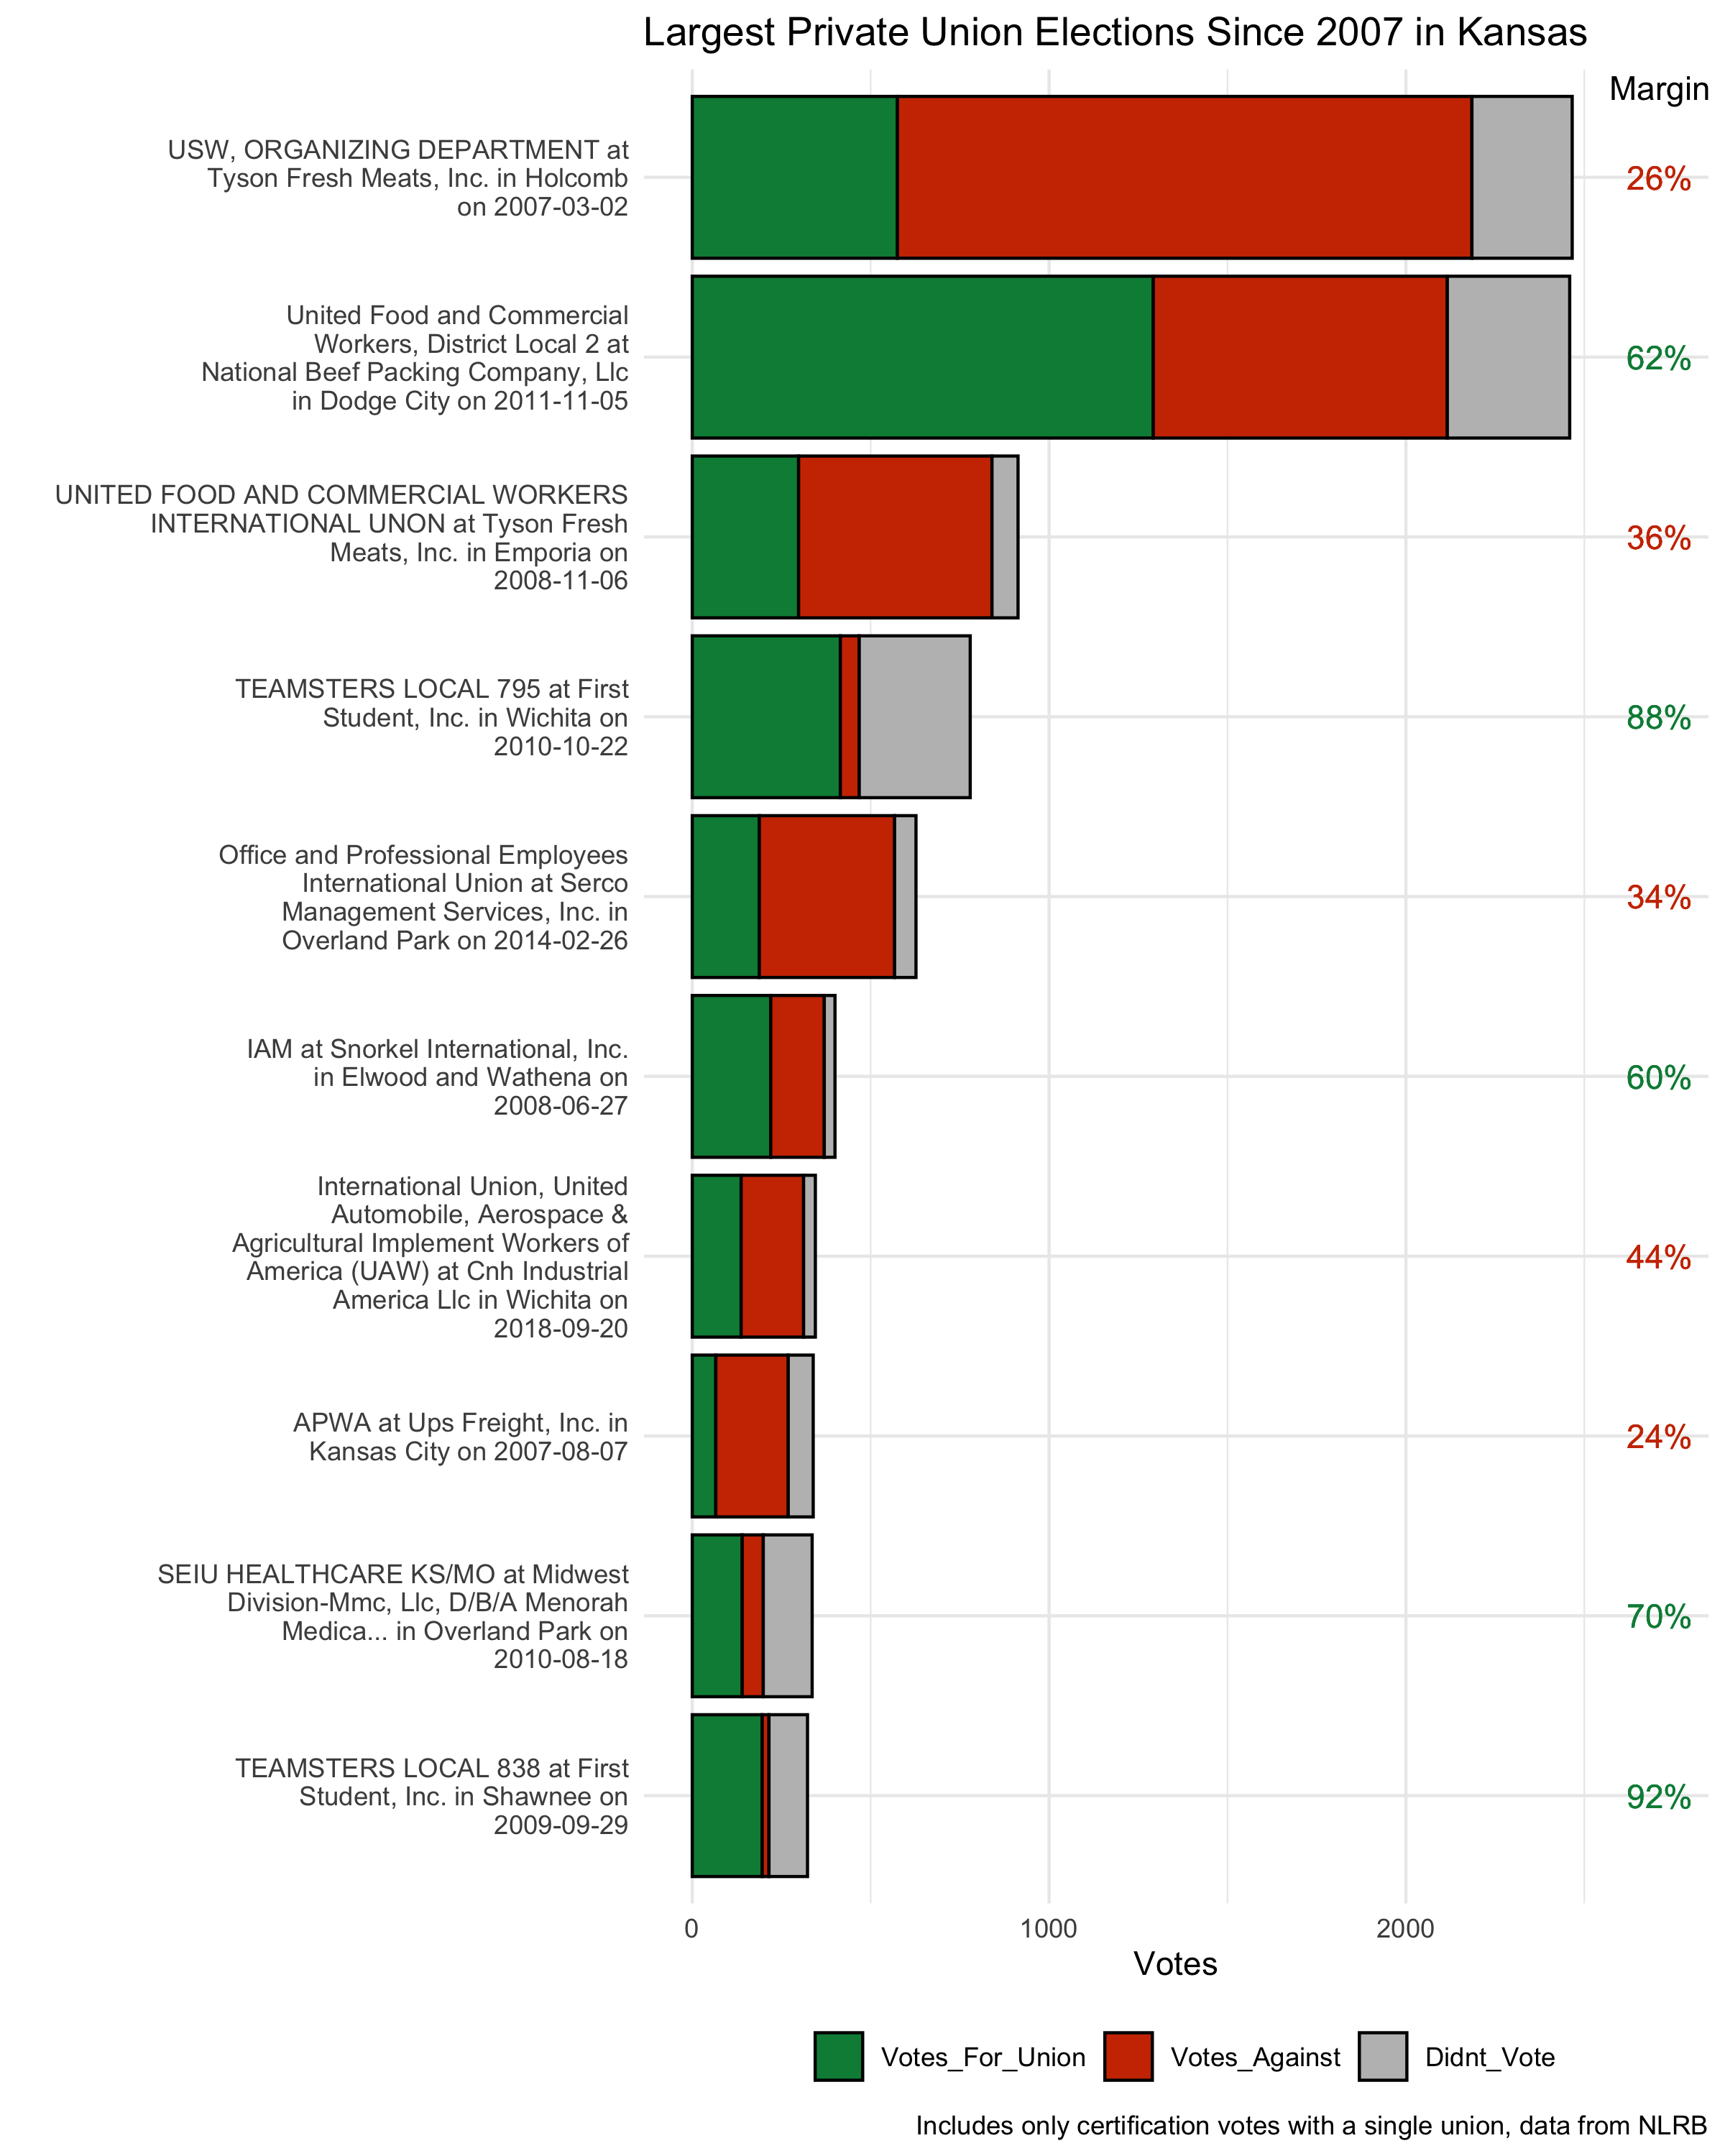 Largest Private Union Elections Since 2007 in Kansas
Margin
USW, ORGANIZING DEPARTMENT at
Tyson Fresh Meats, Inc. in Holcomb
on 2007-03-02
26%
United Food and Commercial
Workers, District Local 2 at
National Beef Packing Company, Llc
in Dodge City on 2011-11-05
62%
UNITED FOOD AND COMMERCIAL WORKERS
INTERNATIONAL UNON at Tyson Fresh
Meats, Inc. in Emporia on
2008-11-06
36%
TEAMSTERS LOCAL 795 at First
Student, Inc. in Wichita on
2010-10-22
88%
Office and Professional Employees
International Union at Serco
Management Services, Inc. in
Overland Park on 2014-02-26
34%
IAM at Snorkel International, Inc.
in Elwood and Wathena on
2008-06-27
60%
International Union, United
Automobile, Aerospace &
Agricultural Implement Workers of
America (UAW) at Cnh Industrial
America Llc in Wichita on
2018-09-20
44%
APWA at Ups Freight, Inc. in
Kansas City on 2007-08-07
24%
SEIU HEALTHCARE KS/MO at Midwest
Division-Mmc, Llc, D/B/A Menorah
Medica... in Overland Park on
2010-08-18
70%
TEAMSTERS LOCAL 838 at First
Student, Inc. in Shawnee on
2009-09-29
92%
0 1000 2000
Votes
Votes_For_Union Votes_Against Didnt_Vote
Includes only certification votes with a single union, data from NLRB